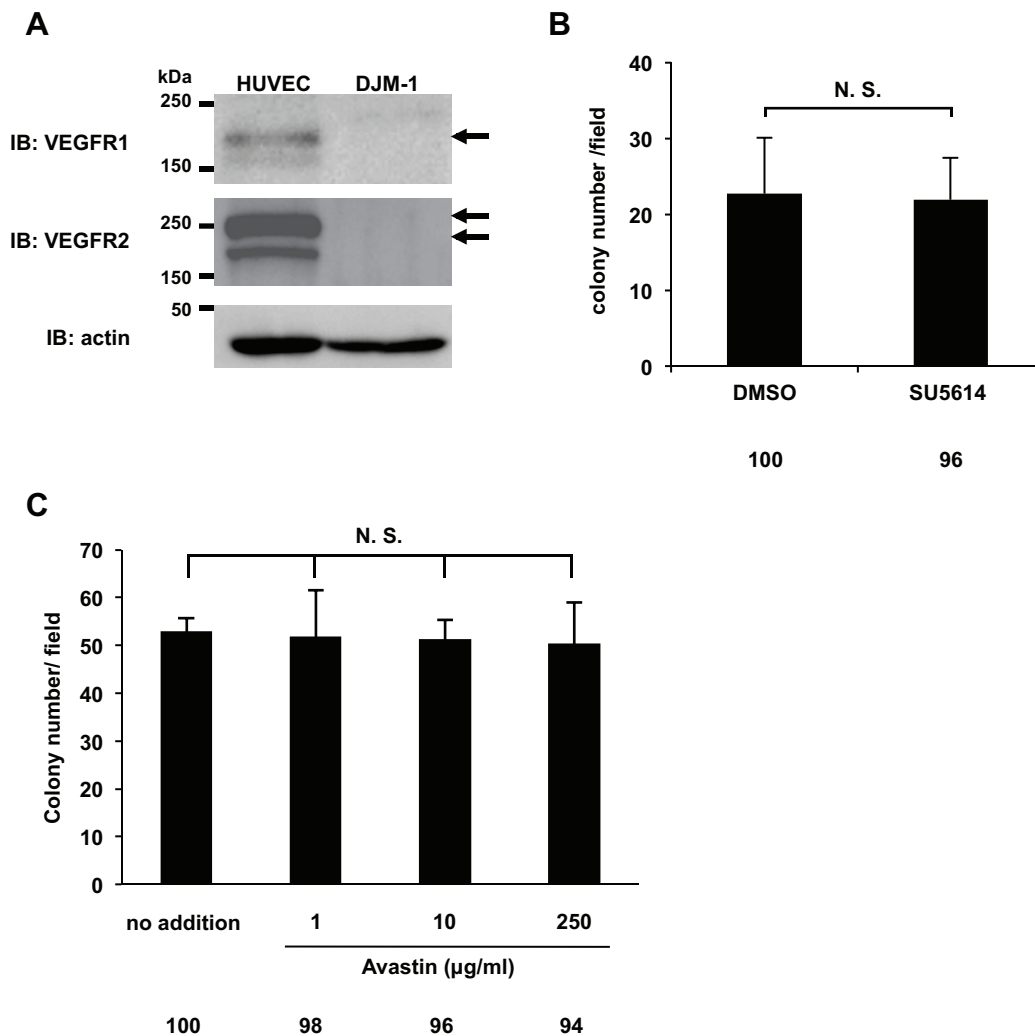 A
kDa
HUVEC DJM-1
250
IB: VEGFR1
150
250
IB: VEGFR2
150
50
IB: actin
B
40
N. S.
30
20
10
0
colony number /field
DMSO SU5614
100 96
C
70
N. S.
60
50
40
30
20
10
0
Colony number/ field
no addition 1 10 250
Avastin (μg/ml)
100 98 96 94